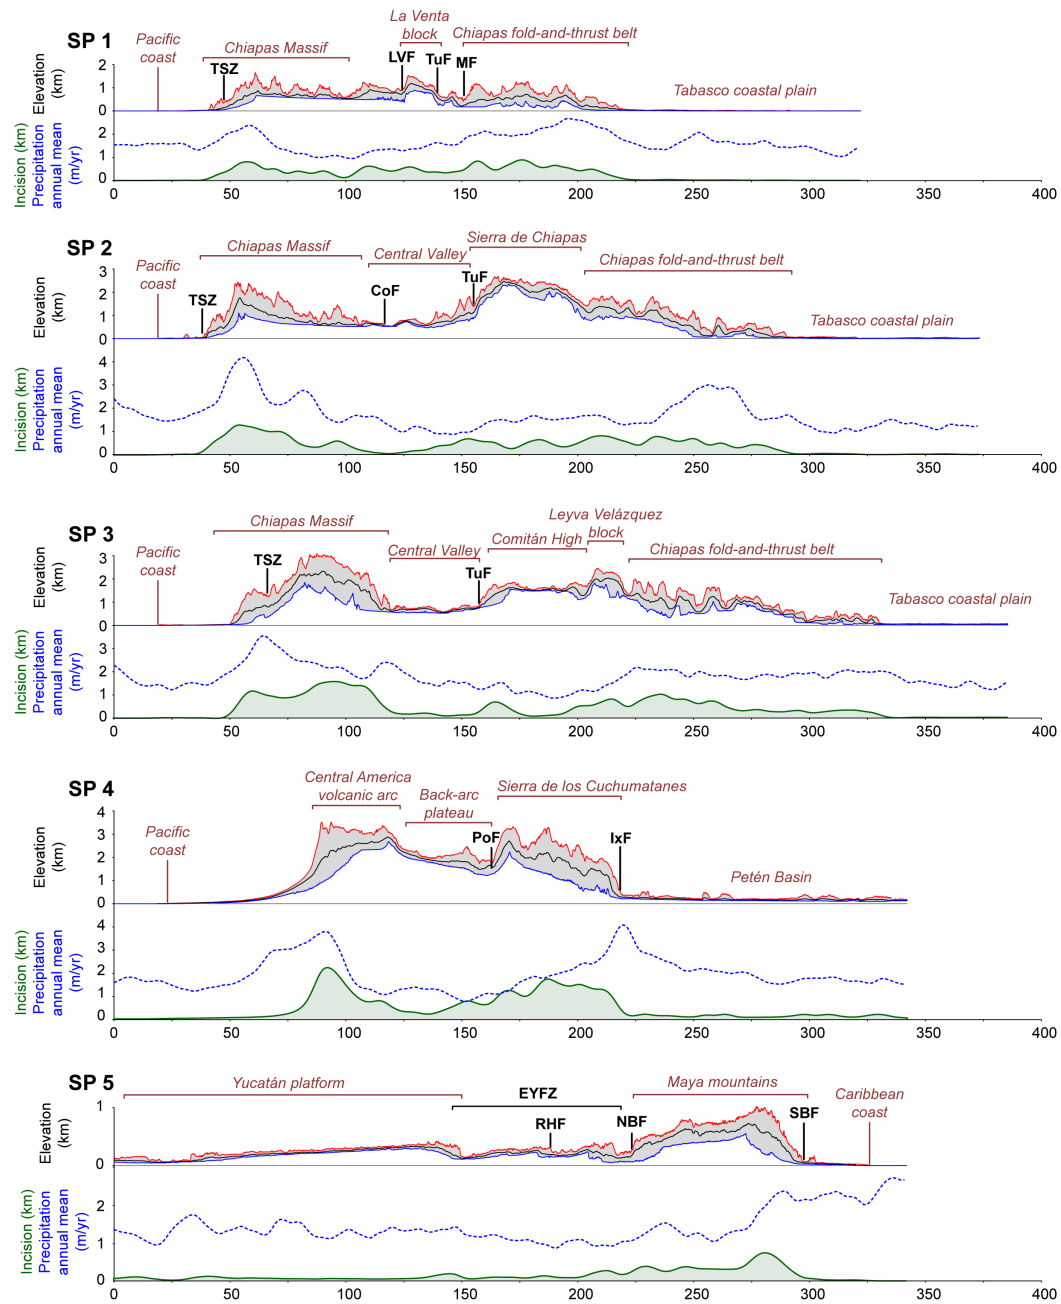 SP 1
Pacific
coast
Chiapas Massif
La Venta
block
Chiapas fold-and-thrust belt
TSZ
LVF
TuF
MF
Tabasco coastal plain
Elevation
(km)
2
1
0
Incision (km)
Precipitation
annual mean
(m/yr)
2
1
0
0 50 100 150 200 250 300 350 400
SP 2
Pacific
coast
Chiapas Massif
Central Valley
Sierra de Chiapas
Chiapas fold-and-thrust belt
TSZ
CoF
TuF
Tabasco coastal plain
Elevation
(km)
3
2
1
0
Incision (km)
Precipitation
annual mean
(m/yr)
4
3
2
1
0
0 50 100 150 200 250 300 350 400
SP 3
Pacific
coast
Chiapas Massif
Central Valley
Comitán High
Leyva Velázquez
block
Chiapas fold-and-thrust belt
TSZ
TuF
Tabasco coastal plain
Elevation
(km)
3
2
1
0
Incision (km)
Precipitation
annual mean
(m/yr)
3
2
1
0
0 50 100 150 200 250 300 350 400
SP 4
Pacific
coast
Central America
volcanic arc
Back-arc
plateau
Sierra de los Cuchumatanes
PoF
IxF
Petén Basin
Elevation
(km)
4
3
2
1
0
Incision (km)
Precipitation
annual mean
(m/yr)
4
3
2
1
0
0 50 100 150 200 250 300 350 400
SP 5
Yucatán platform
EYFZ
Maya mountains
Caribbean
coast
RHF
NBF
SBF
Elevation
(km)
1
0
Incision (km)
Precipitation
annual mean
(m/yr)
2
1
0
0 50 100 150 200 250 300 350 400